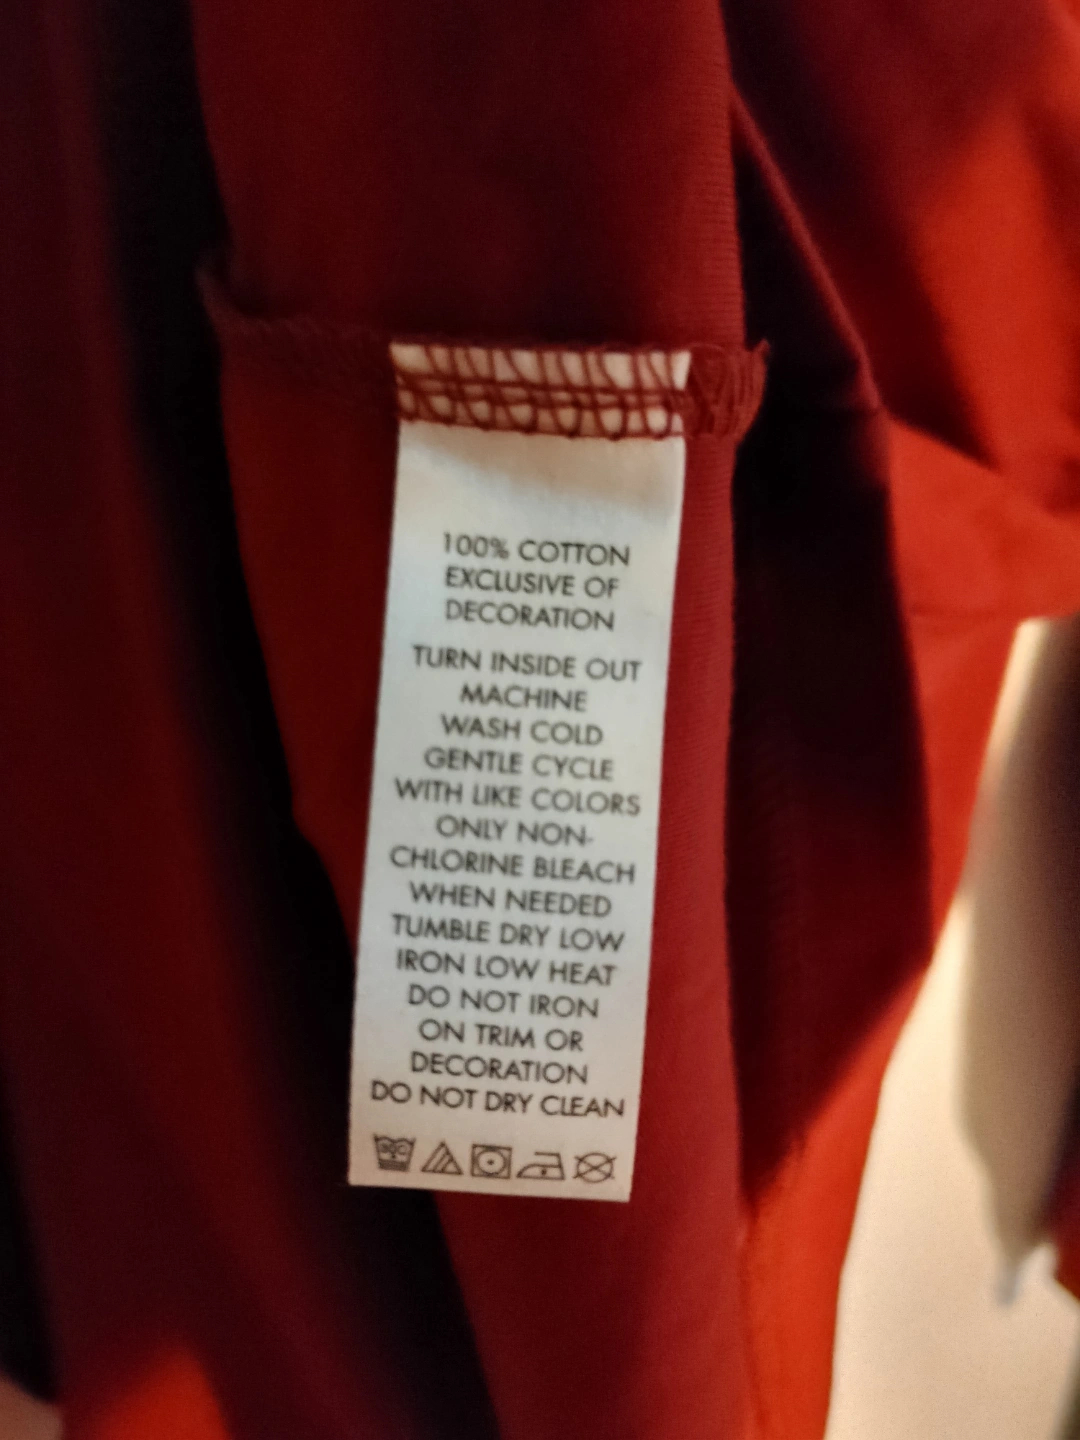 100% COTTON
EXCLUSIVE OF
DECORATION
TURN INSIDE OUT
MACHINE
WASH COLD
GENTLE CYCLE
WITH LIKE COLORS
ONLY NON-
CHLORINE BLEACH
WHEN NEEDED
TUMBLE DRY LOW
IRON LOW HEAT
DO NOT IRON
ON TRIM OR
DECORATION
DO NOT DRY CLEAN